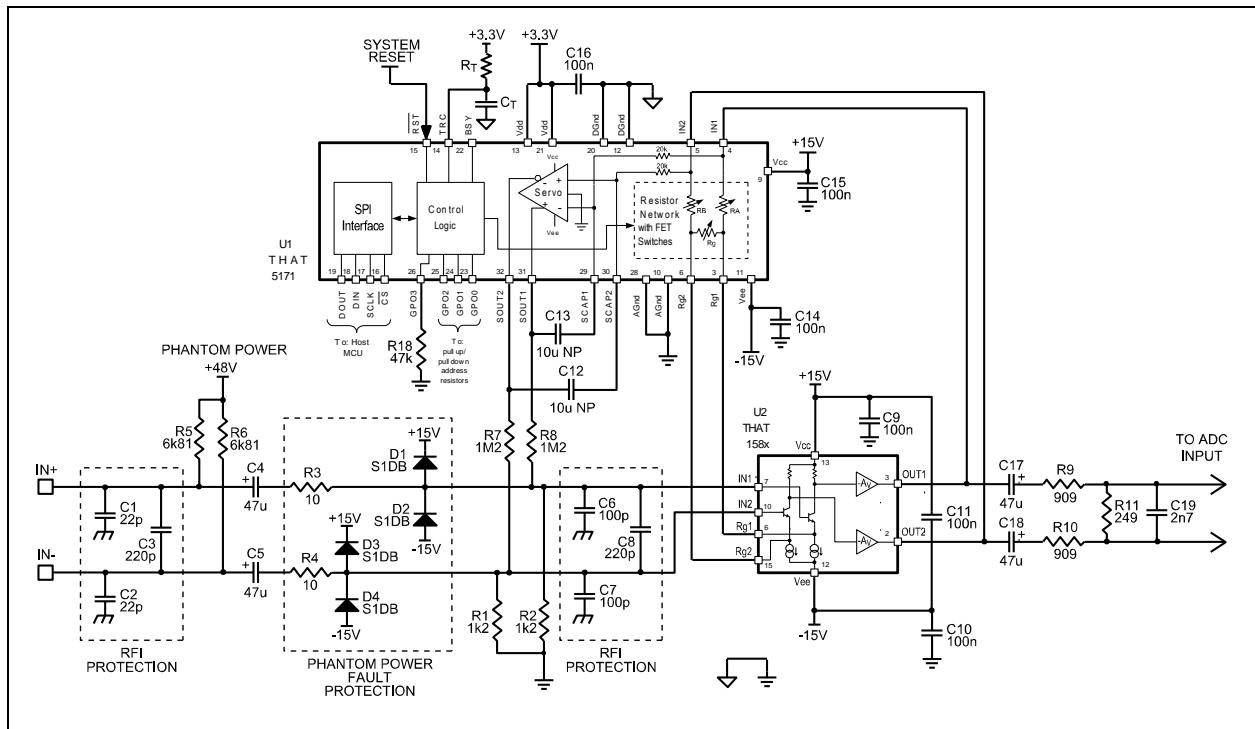 SYSTEM
RESET
+3.3V
RT
CT
+3.3V
C16
100n
RST
TRC
BSY
Vdd
Vdd
DGnd
DGnd
IN2
IN1
15
14
22
13
21
20
12
5
4
Vcc
9
+15V
C15
100n
20k
20k
Vcc
Servo
Vee
- +
+ -
SPI
Interface
Control
Logic
Resistor
Network
with FET
Switches
RB
RA
Rg
U1
THAT
5171
19
18
17
16
26
25
24
23
32
31
29
30
28
10
6
3
11
DOUT
DIN
SCLK
CS
GPO3
GPO2
GPO1
GPO0
SOUT2
SOUT1
SCAP1
SCAP2
AGnd
AGnd
Rg2
Rg1
Vee
To: Host
MCU
R18
47k
To:
pull up/
pull down
address
resistors
C13
10u NP
C12
10u NP
C14
100n
-15V
PHANTOM POWER
+48V
R5
6k81
R6
6k81
IN+
IN-
C1
22p
C2
22p
C3
220p
RFI
PROTECTION
C4
+
47u
C5
+
47u
R3
10
R4
10
+15V
D1
S1DB
D2
S1DB
-15V
+15V
D3
S1DB
D4
S1DB
-15V
PHANTOM POWER
FAULT
PROTECTION
R7
1M2
R8
1M2
R1
1k2
R2
1k2
C6
100p
C7
100p
C8
220p
RFI
PROTECTION
U2
THAT
158x
+15V
C9
100n
Vcc
13
IN1
7
IN2
10
Rg1
6
Rg2
15
-AV
-AV
3
OUT1
2
OUT2
12
Vee
-15V
C11
100n
C10
100n
C17
+
47u
C18
+
47u
R9
909
R10
909
R11
249
C19
2n7
TO ADC
INPUT